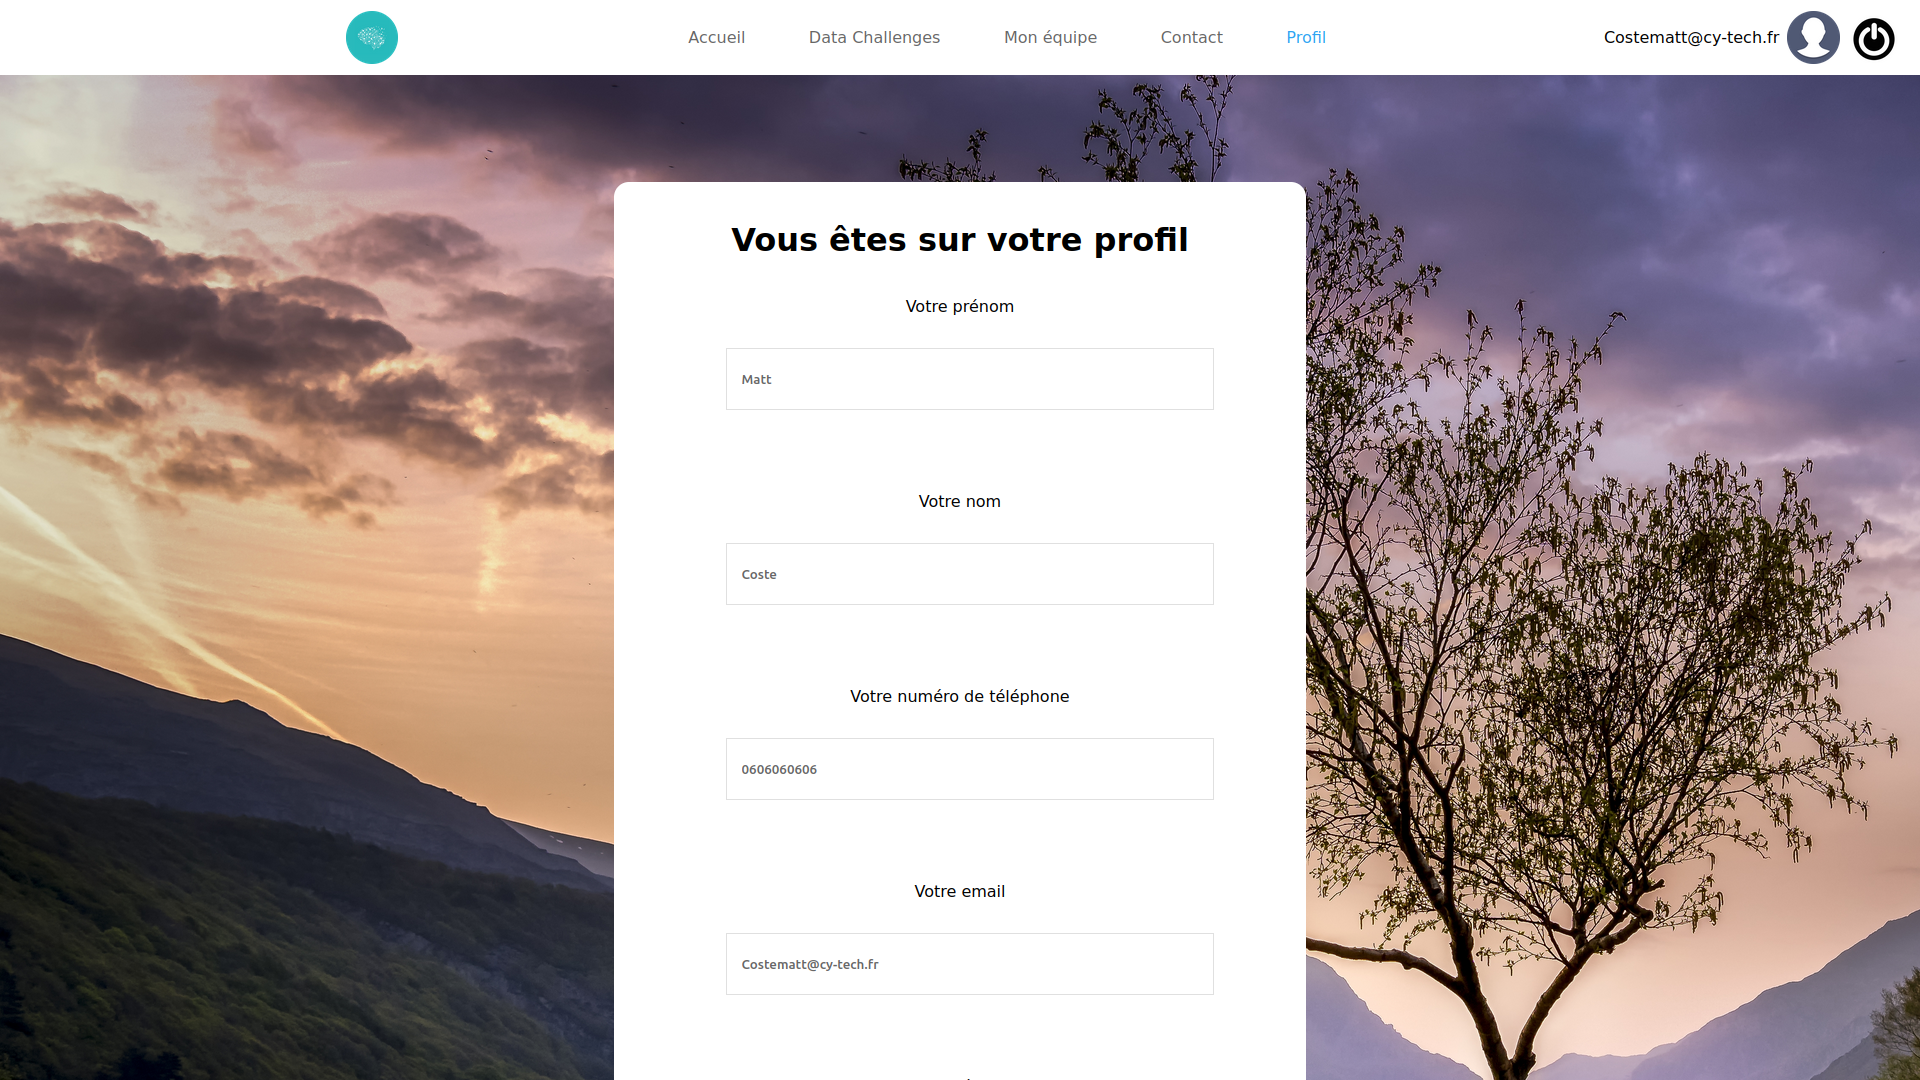 Accueil
Data Challenges
Mon équipe
Contact
Profil
Costematt@cy-tech.fr
Vous êtes sur votre profil
Votre prénom
Matt
Votre nom
Coste
Votre numéro de téléphone
0606060606
Votre email
Costematt@cy-tech.fr